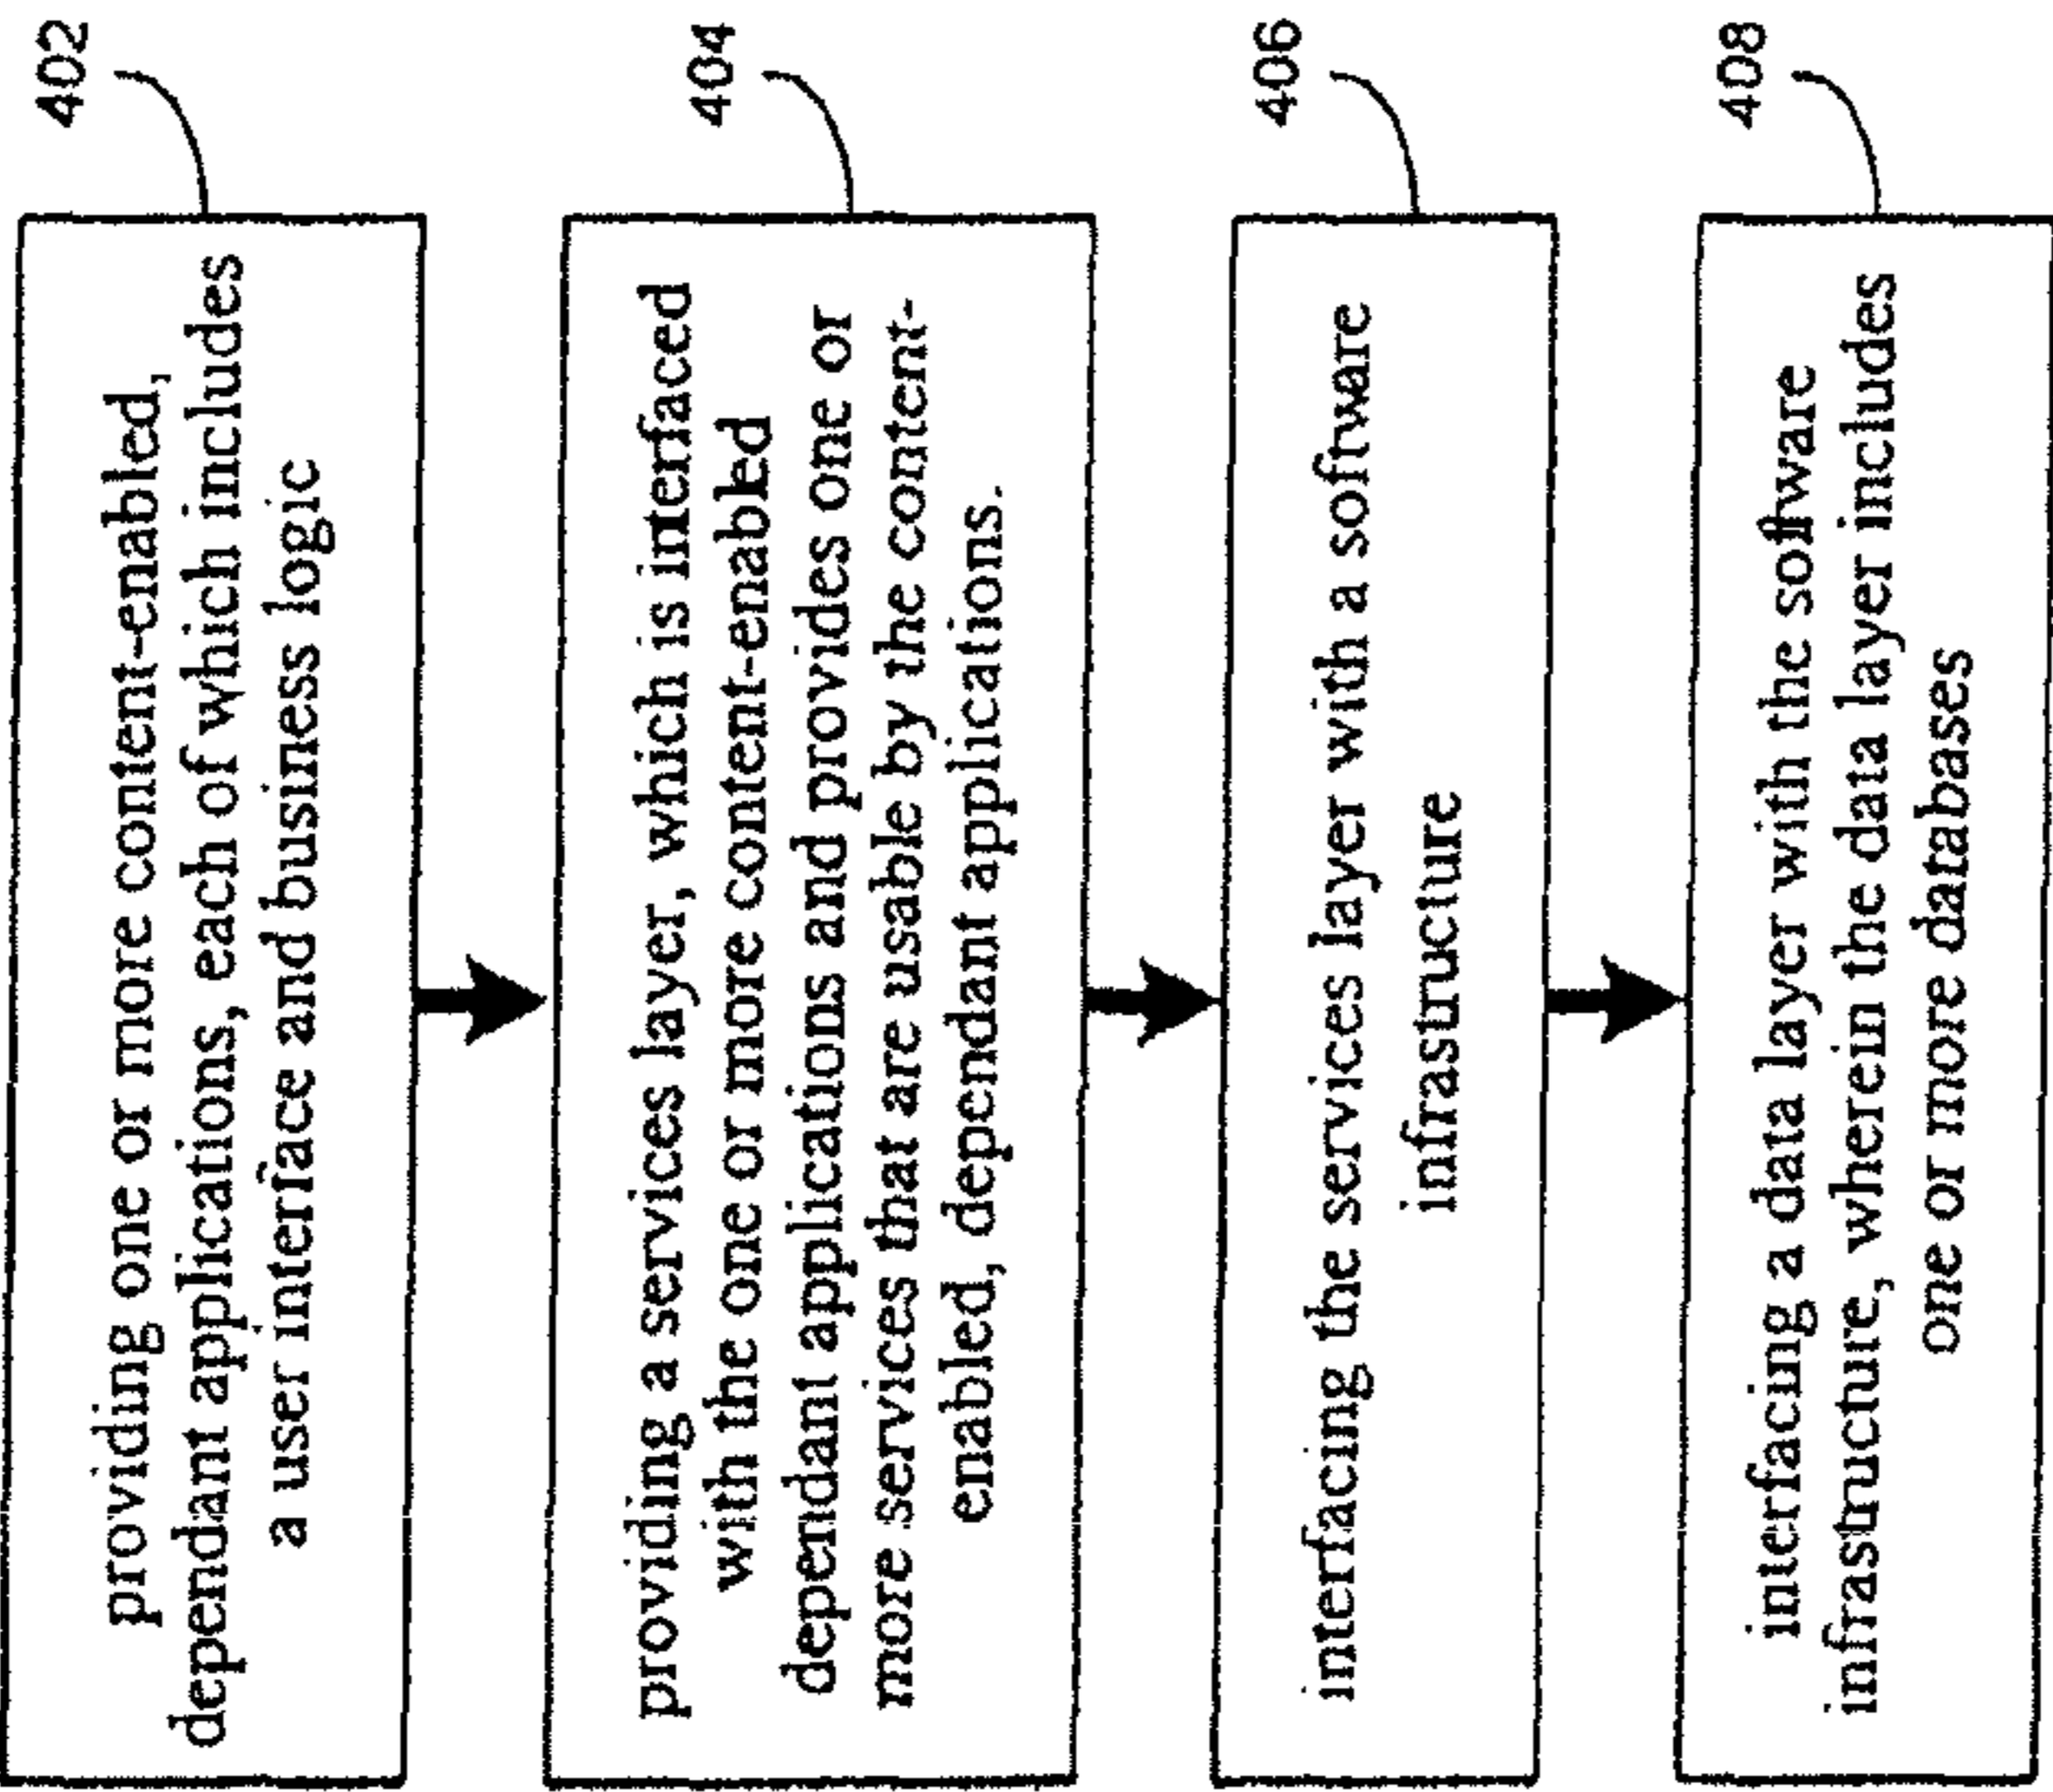 402
providing one or more content-enabled,
dependant applications, each of which includes
a user interface and business logic
404
providing a services layer, which is interfaced
with the one or more content-enabled
dependant applications and provides one or
more services that are usable by the content-
enabled, dependant applications.
406
interfacing the services layer with a software
infrastructure
408
interfacing a data layer with the software
infrastructure, wherein the data layer includes
one or more databases